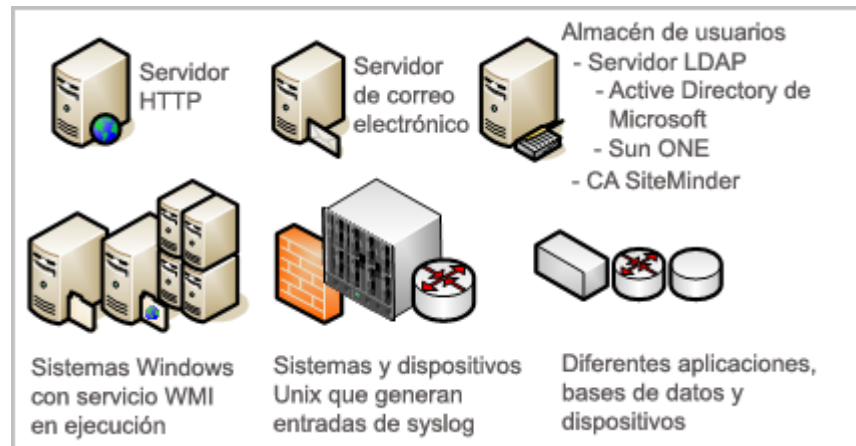 Servidor
HTTP
Servidor
de correo
electrónico
Almacén de usuarios
- Servidor LDAP
- Active Directory de
Microsoft
- Sun ONE
- CA SiteMinder
Sistemas Windows
con servicio WMI
en ejecución
Sistemas y dispositivos
Unix que generan
entradas de syslog
Diferentes aplicaciones,
bases de datos y
dispositivos